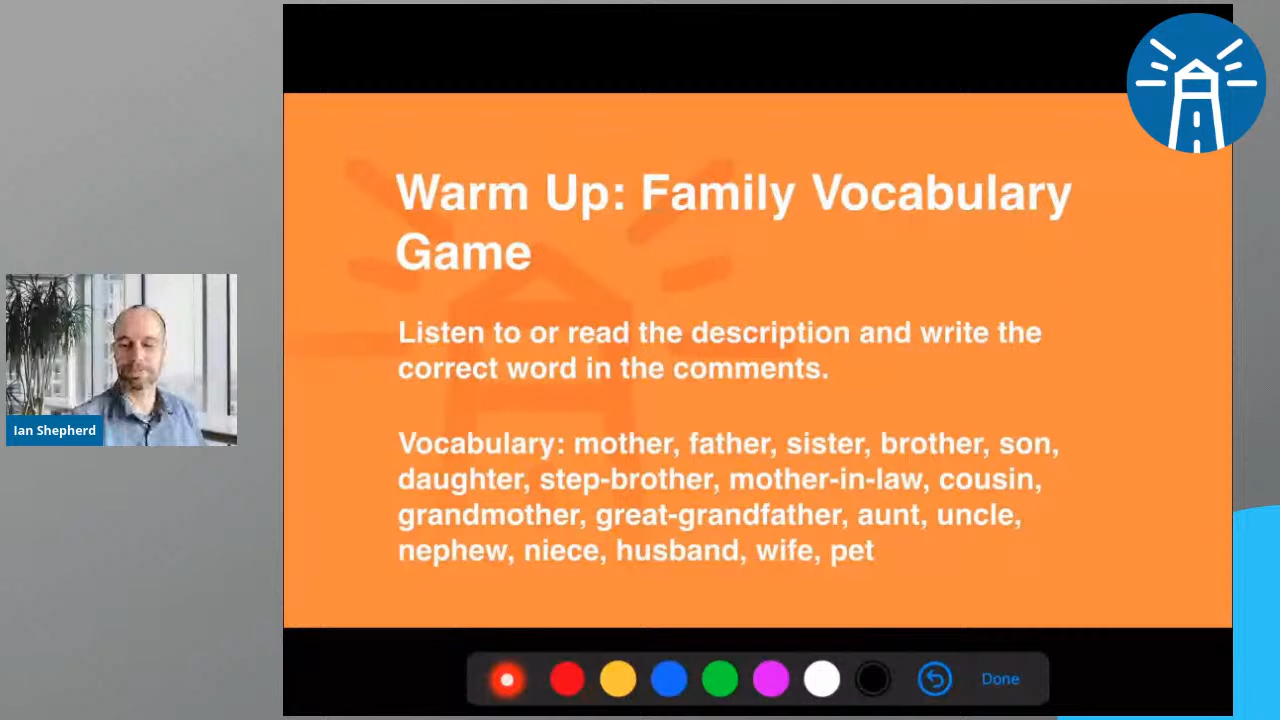 Warm Up: Family Vocabulary
Game
Listen to or read the description and write the
correct word in the comments.
Vocabulary: mother, father, sister, brother, son,
daughter, step-brother, mother-in-law, cousin,
grandmother, great-grandfather, aunt, uncle,
nephew, niece, husband, wife, pet
Ian Shepherd
Done